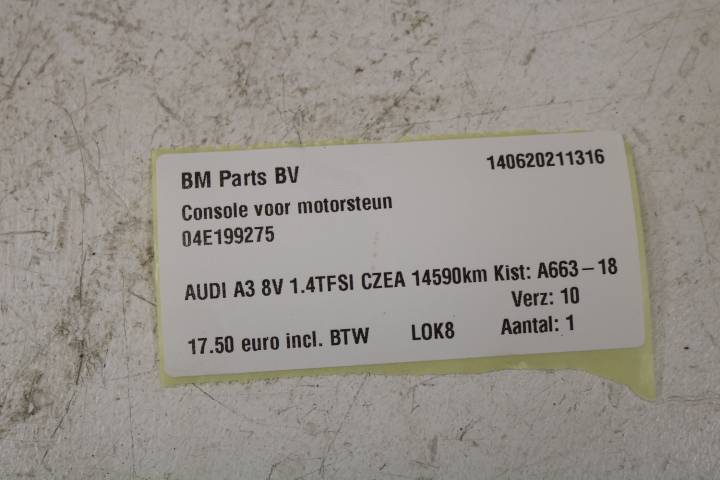 BM Parts BV 140620211316
Console voor motorsteun
04E199275
AUDI A3 8V 1.4TFSI CZEA 14590km Kist: A663-18
Verz: 10
17.50 euro incl. BTW LOK8 Aantal: 1